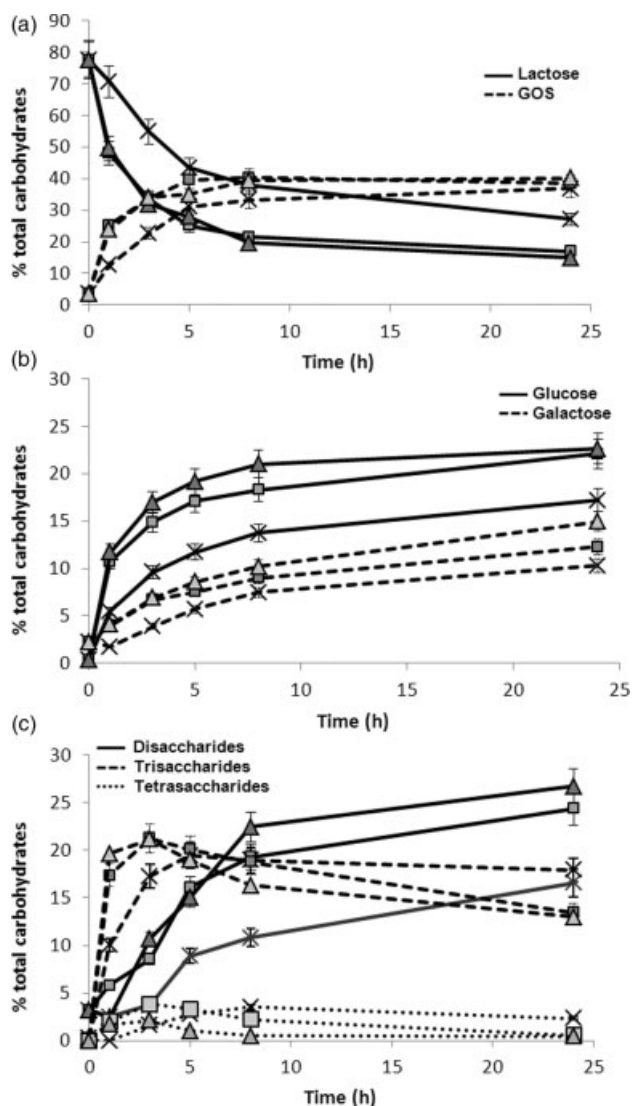 (a)
90
80
70
60
50
40
30
20
10
0
% total carbohydrates
Lactose
GOS
0 5 10 15 20 25
Time (h)
(b)
30
25
20
15
10
5
0
% total carbohydrates
Glucose
Galactose
0 5 10 15 20 25
Time (h)
(c)
30
25
20
15
10
5
0
% total carbohydrates
Disaccharides
Trisaccharides
Tetrasaccharides
0 5 10 15 20 25
Time (h)